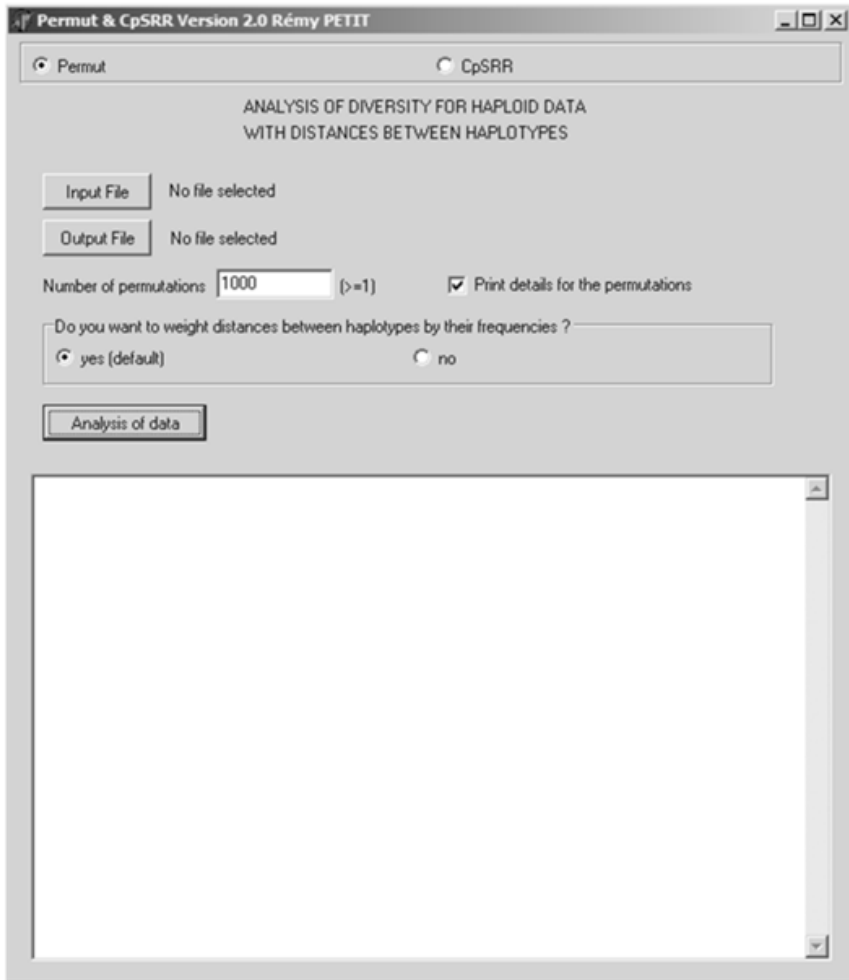 Permut & CpSRR Version 2.0 Rémy PETIT
Permut CpSRR
ANALYSIS OF DIVERSITY FOR HAPLOID DATA
WITH DISTANCES BETWEEN HAPLOTYPES
Input File No file selected
Output File No file selected
Number of permutations 1000 (>=1) Print details for the permutations
Do you want to weight distances between haplotypes by their frequencies ?
yes (default) no
Analysis of data